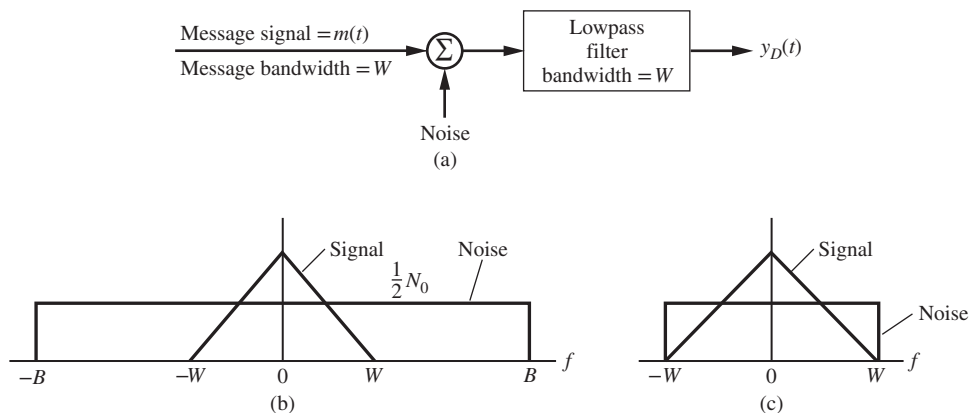 Message signal = m(t)
Message bandwidth = W
Σ
Noise
Lowpass
filter
bandwidth = W
y_D(t)
(a)
Signal
Noise
1/2 N_0
-B
-W
0
W
B
f
(b)
Signal
Noise
-W
0
W
f
(c)